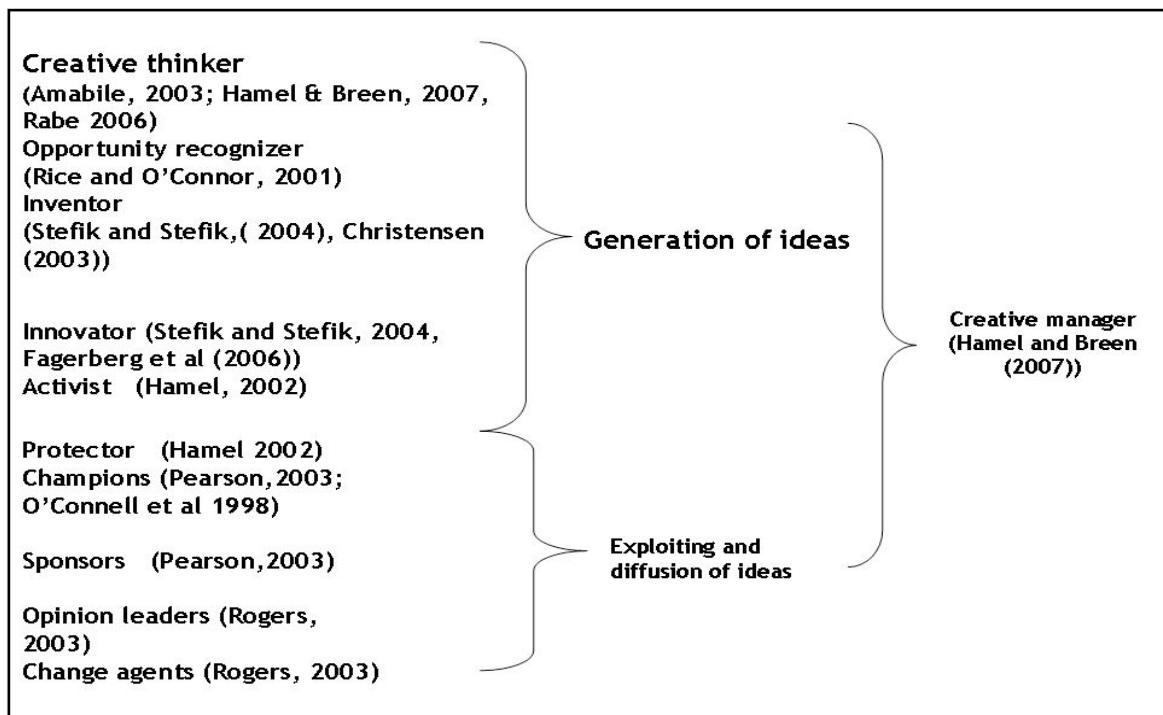 Creative thinker
(Amabile, 2003; Hamel & Breen, 2007,
Rabe 2006)
Opportunity recognizer
(Rice and O’Connor, 2001)
Inventor
(Stefik and Stefik,( 2004), Christensen
(2003))
Innovator (Stefik and Stefik, 2004,
Fagerberg et al (2006))
Activist (Hamel, 2002)
Protector (Hamel 2002)
Champions (Pearson,2003;
O’Connell et al 1998)
Sponsors (Pearson,2003)
Opinion leaders (Rogers,
2003)
Change agents (Rogers, 2003)
Generation of ideas
Exploiting and
diffusion of ideas
Creative manager
(Hamel and Breen
(2007))